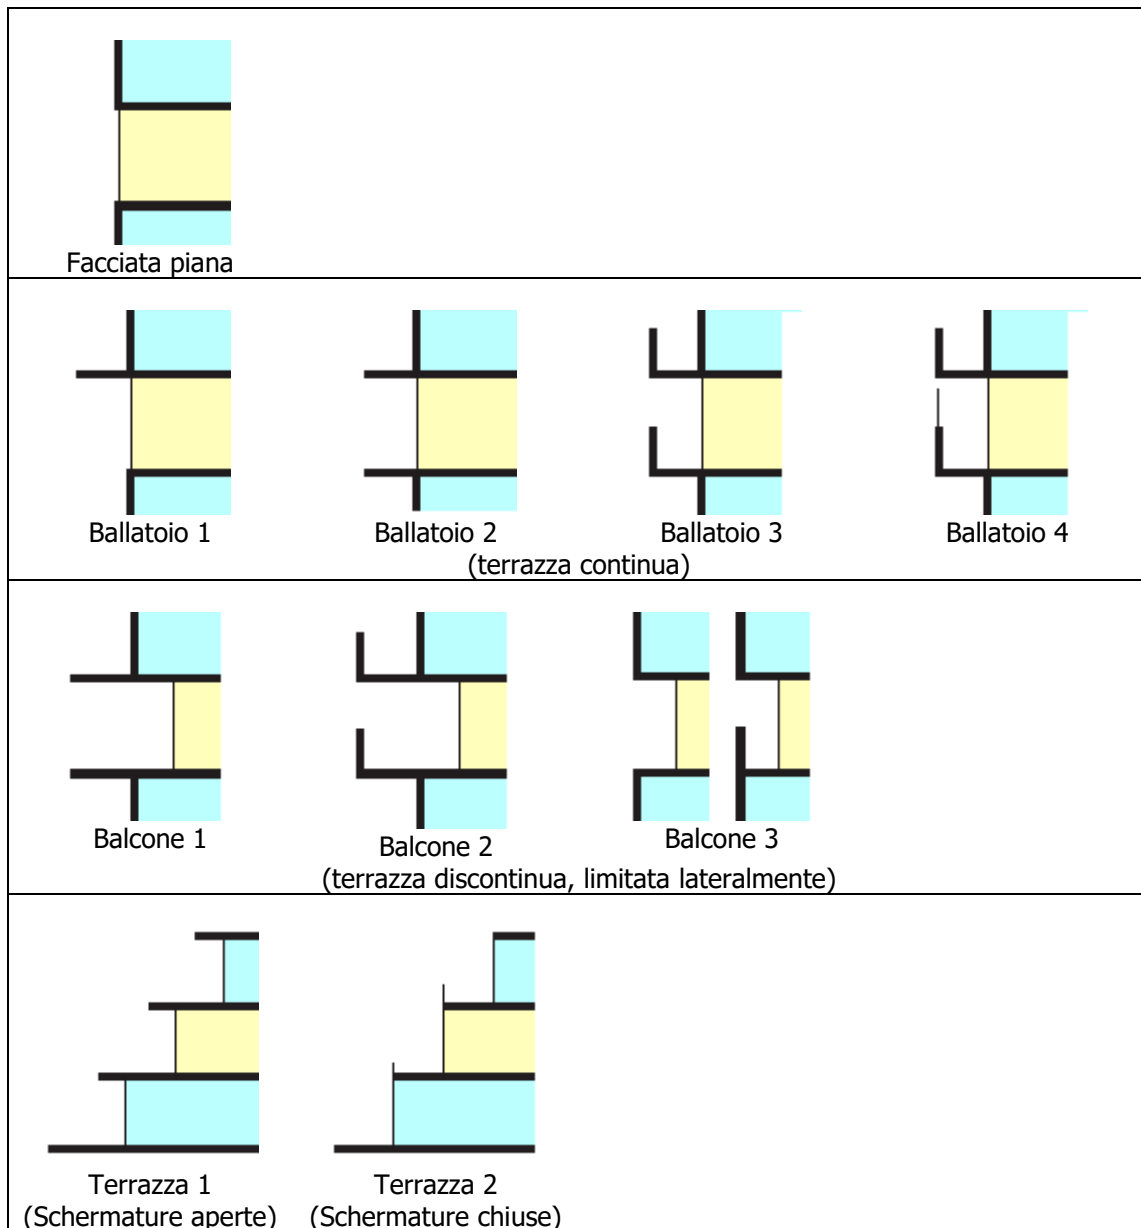 Facciata piana
Ballatoio 1 Ballatoio 2 Ballatoio 3 Ballatoio 4
(terrazza continua)
Balcone 1 Balcone 2 Balcone 3
(terrazza discontinua, limitata lateralmente)
Terrazza 1 Terrazza 2
(Schermature aperte) (Schermature chiuse)